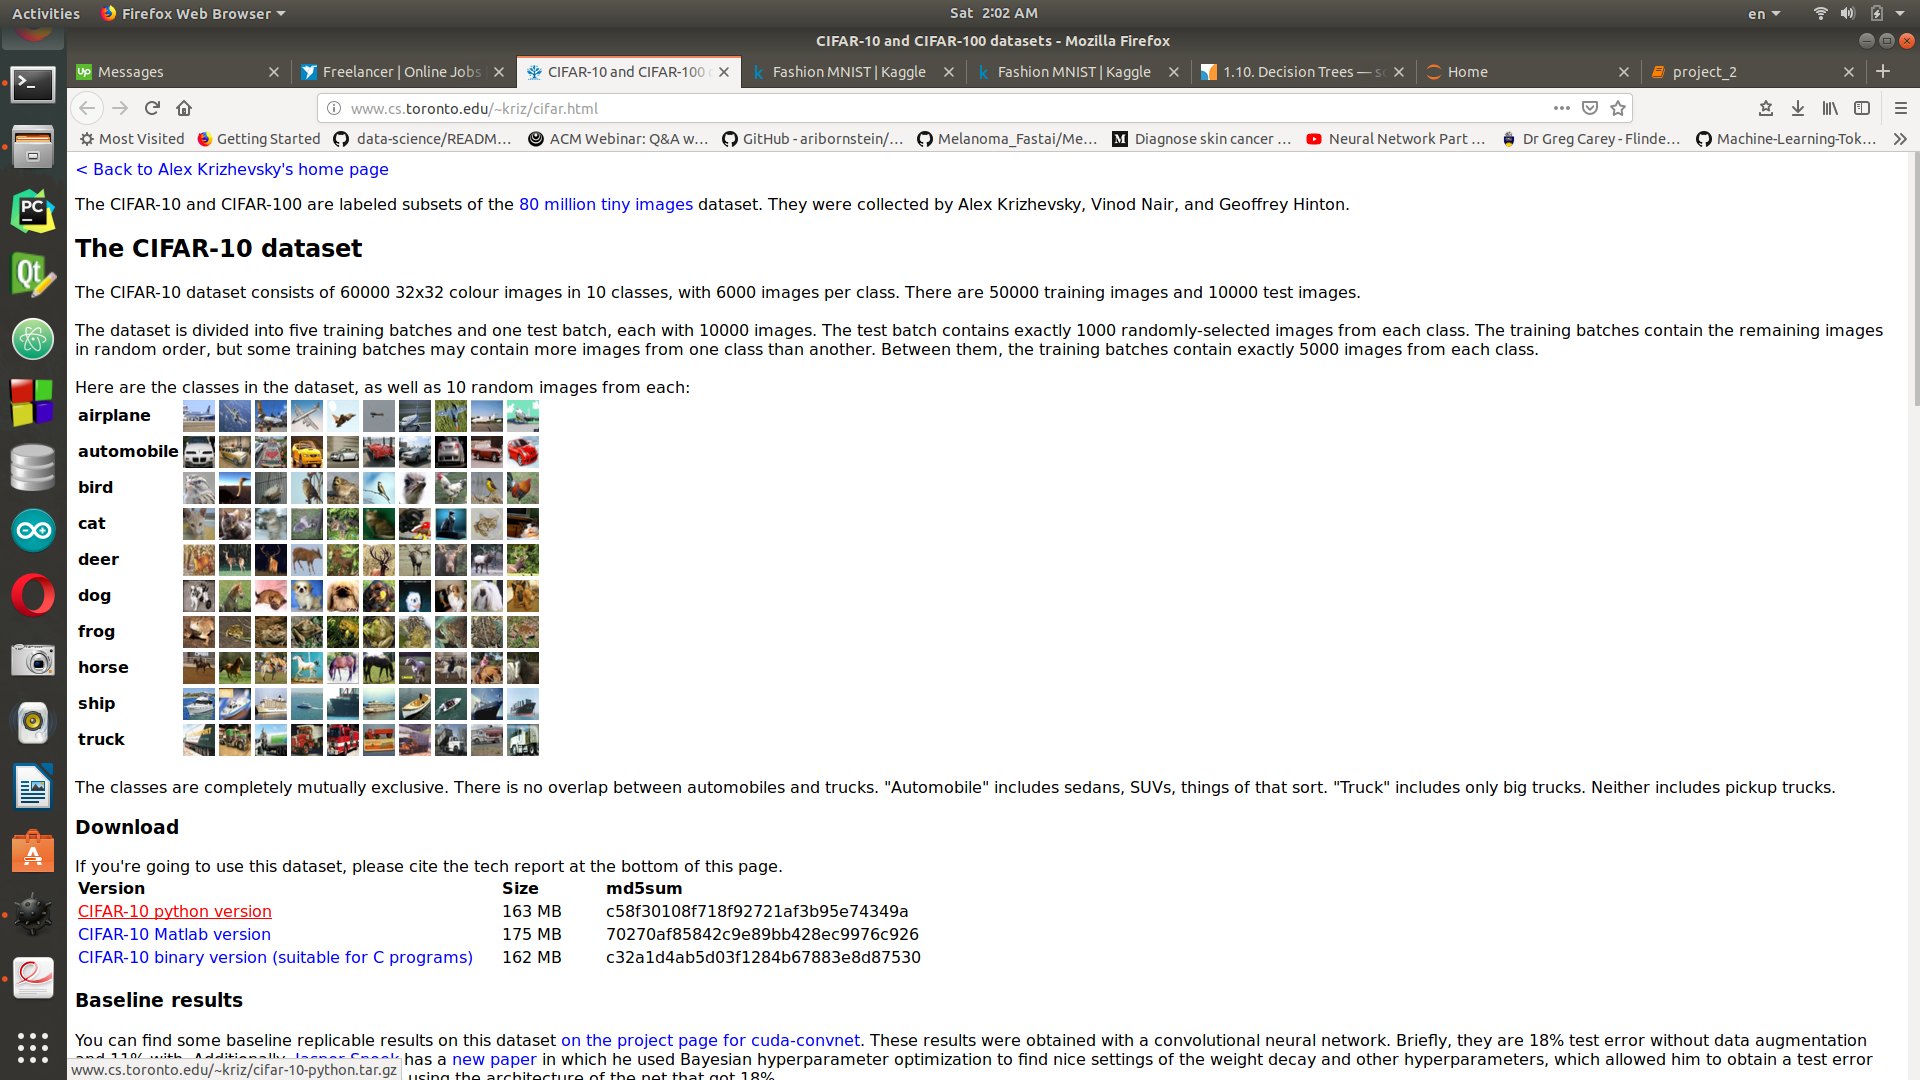 Activities
Firefox Web Browser
Sat 2:02 AM
en
CIFAR-10 and CIFAR-100 datasets - Mozilla Firefox
Messages
Freelancer | Online Jobs
CIFAR-10 and CIFAR-100
Fashion MNIST | Kaggle
Fashion MNIST | Kaggle
1.10. Decision Trees —
Home
project_2
www.cs.toronto.edu/~kriz/cifar.html
Most Visited
Getting Started
data-science/READM...
ACM Webinar: Q&A w...
GitHub - aribornstein/...
Melanoma_Fastai/Me...
Diagnose skin cancer ...
Neural Network Part ...
Dr Greg Carey - Flinde...
Machine-Learning-Tok...
< Back to Alex Krizhevsky's home page
The CIFAR-10 and CIFAR-100 are labeled subsets of the 80 million tiny images dataset. They were collected by Alex Krizhevsky, Vinod Nair, and Geoffrey Hinton.
The CIFAR-10 dataset
The CIFAR-10 dataset consists of 60000 32x32 colour images in 10 classes, with 6000 images per class. There are 50000 training images and 10000 test images.
The dataset is divided into five training batches and one test batch, each with 10000 images. The test batch contains exactly 1000 randomly-selected images from each class. The training batches contain the remaining images
in random order, but some training batches may contain more images from one class than another. Between them, the training batches contain exactly 5000 images from each class.
Here are the classes in the dataset, as well as 10 random images from each:
airplane
automobile
bird
cat
deer
dog
frog
horse
ship
truck
The classes are completely mutually exclusive. There is no overlap between automobiles and trucks. "Automobile" includes sedans, SUVs, things of that sort. "Truck" includes only big trucks. Neither includes pickup trucks.
Download
If you're going to use this dataset, please cite the tech report at the bottom of this page.
Version Size md5sum
CIFAR-10 python version 163 MB c58f30108f718f92721af3b95e74349a
CIFAR-10 Matlab version 175 MB 70270af85842c9e89bb428ec9976c926
CIFAR-10 binary version (suitable for C programs) 162 MB c32a1d4ab5d03f1284b67883e8d87530
Baseline results
You can find some baseline replicable results on this dataset on the project page for cuda-convnet. These results were obtained with a convolutional neural network. Briefly, they are 18% test error without data augmentation
and 11% with. Additionally, Jasper Snoek has a new paper in which he used Bayesian hyperparameter optimization to find nice settings of the weight decay and other hyperparameters, which allowed him to obtain a test error
using the architecture of the net that got 18%.
www.cs.toronto.edu/~kriz/cifar-10-python.tar.gz